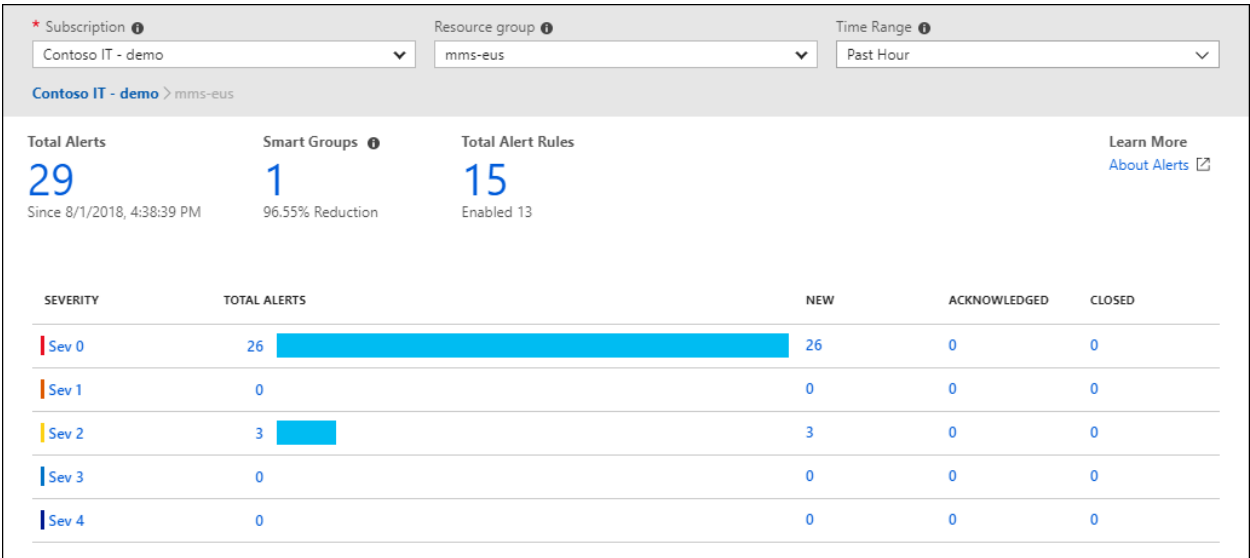 * Subscription Resource group Time Range
Contoso IT - demo mms-eus Past Hour
Contoso IT - demo > mms-eus
Total Alerts Smart Groups Total Alert Rules Learn More
29 1 15 About Alerts
Since 8/1/2018, 4:38:39 PM 96.55% Reduction Enabled 13
SEVERITY TOTAL ALERTS NEW ACKNOWLEDGED CLOSED
Sev 0 26 26 0 0
Sev 1 0 0 0 0
Sev 2 3 3 0 0
Sev 3 0 0 0 0
Sev 4 0 0 0 0